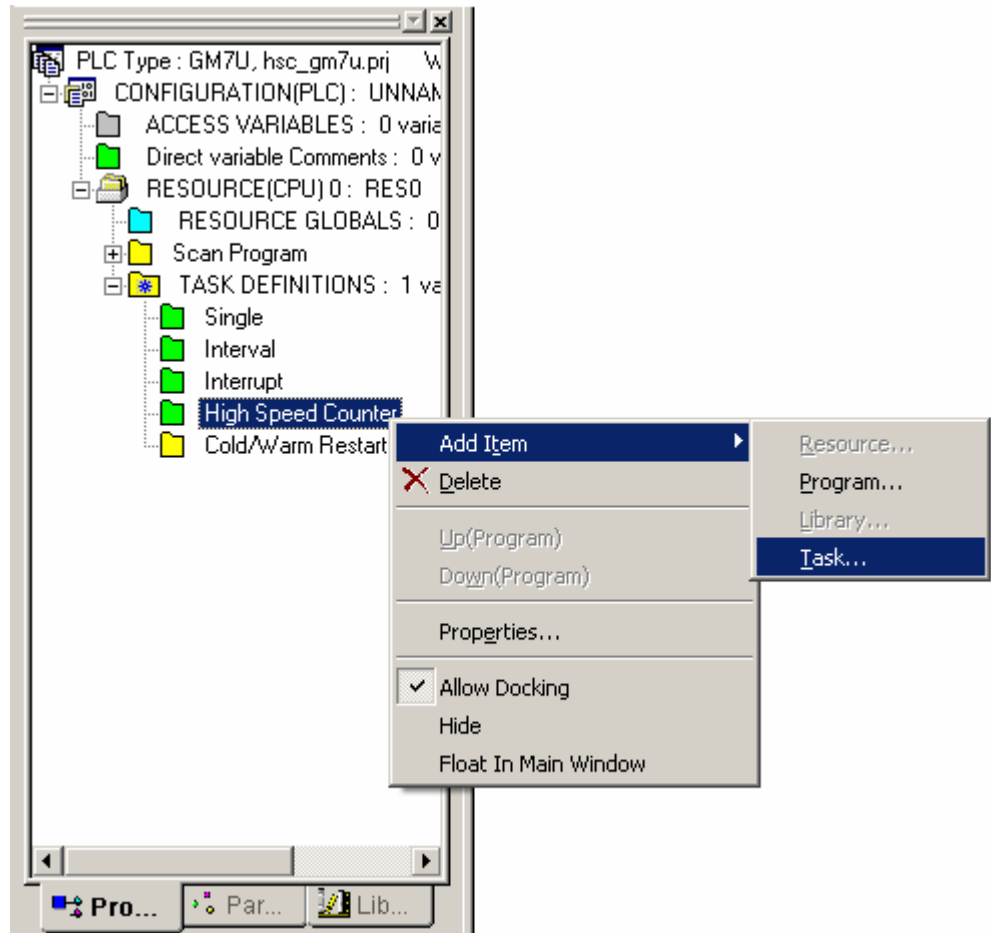 PLC Type : GM7U, hsc_gm7u.prj
CONFIGURATION(PLC) : UNNAM
ACCESS VARIABLES : 0 varia
Direct variable Comments : 0 v
RESOURCE(CPU) 0 : RES0
RESOURCE GLOBALS : 0
Scan Program
TASK DEFINITIONS : 1 va
Single
Interval
Interrupt
High Speed Counter
Cold/Warm Restart
Add Item
Delete
Up(Program)
Down(Program)
Properties...
Allow Docking
Hide
Float In Main Window
Resource...
Program...
Library...
Task...
Pro...
Par...
Lib...